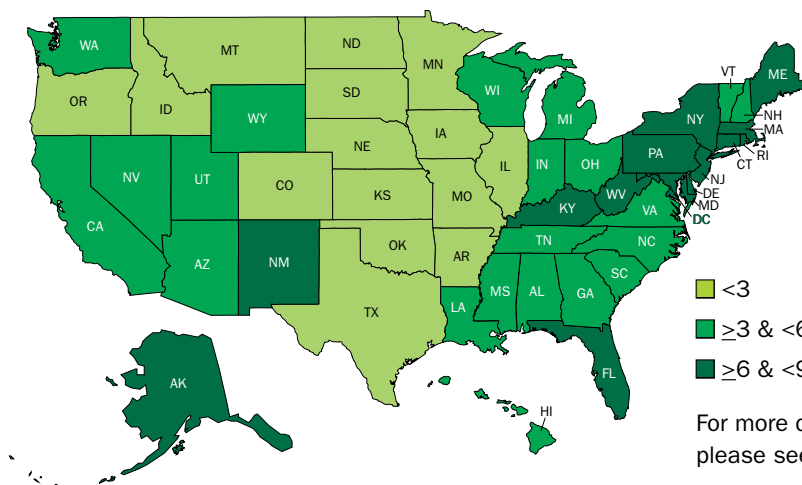 WA
MT
ND
MN
VT
ME
OR
ID
SD
WI
MI
NY
NH
MA
WY
IA
NE
PA
RI
CT
NV
UT
CO
IL
IN
OH
NJ
DE
MD
DC
CA
KS
MO
WV
VA
KY
AZ
NM
OK
AR
TN
NC
SC
TX
LA
MS
AL
GA
FL
AK
HI
<3
≥3 & <6
≥6 & <9
For more d
please see